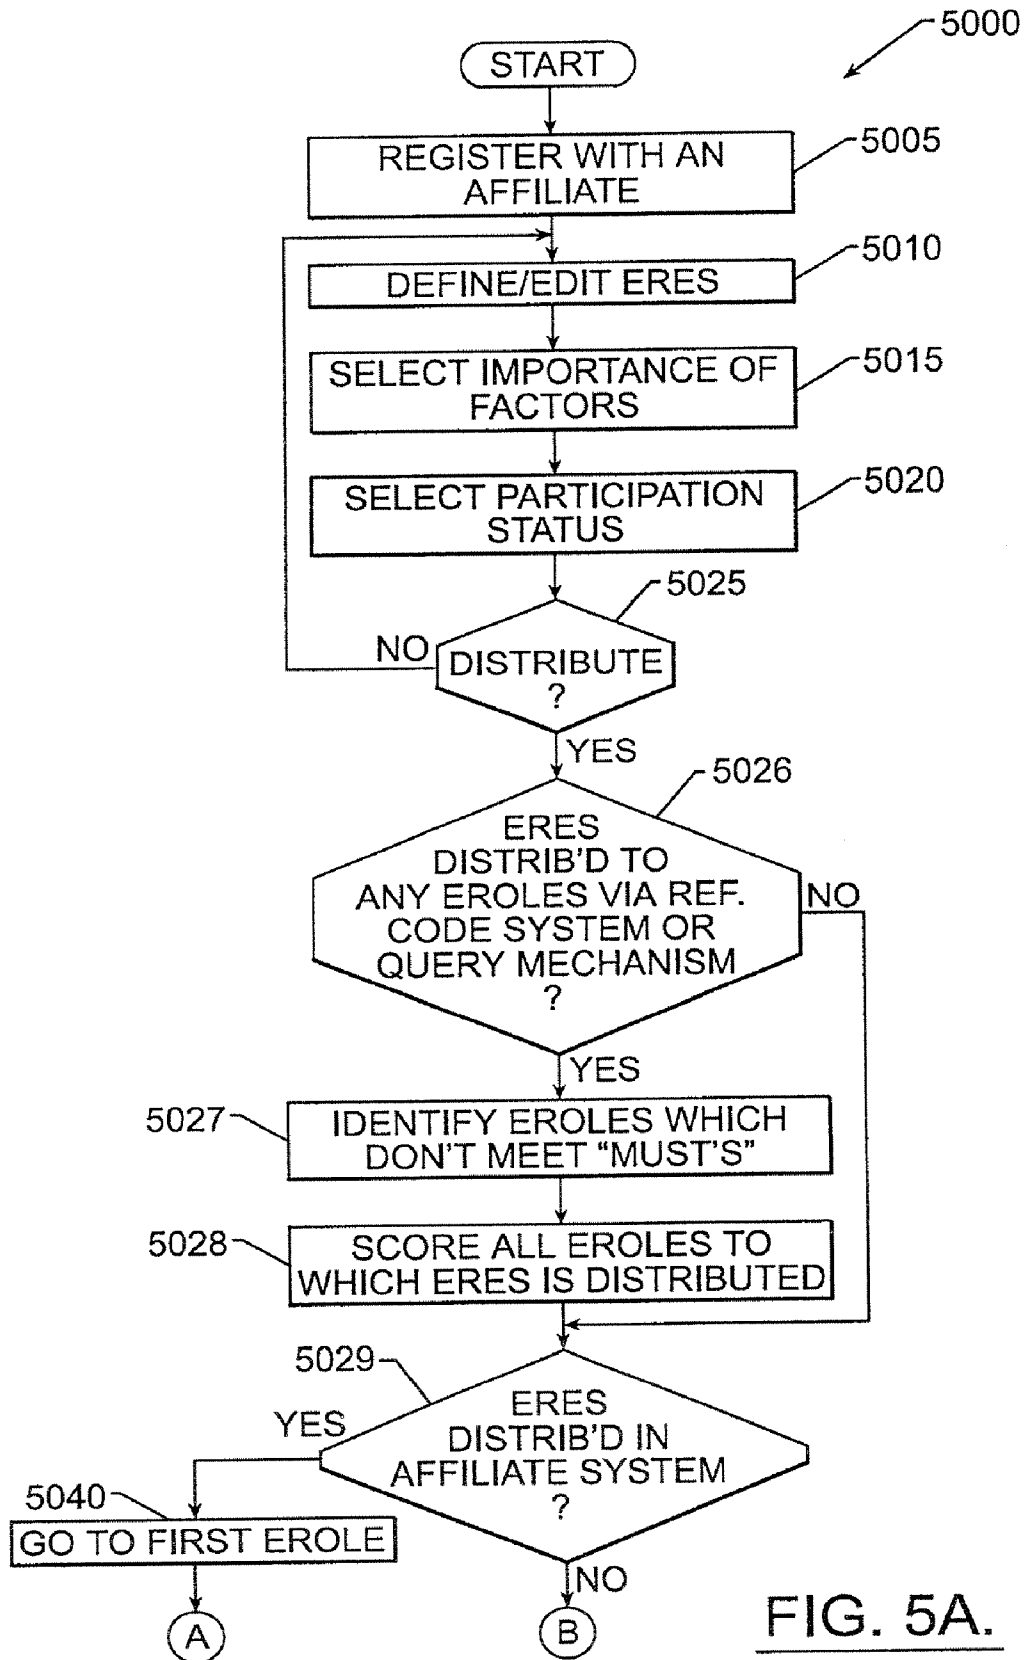 5000
START
REGISTER WITH AN
AFFILIATE
5005
DEFINE/EDIT ERES
5010
SELECT IMPORTANCE OF
FACTORS
5015
SELECT PARTICIPATION
STATUS
5020
5025
NO
DISTRIBUTE
?
YES
5026
ERES
DISTRIB'D TO
ANY EROLES VIA REF.
CODE SYSTEM OR
QUERY MECHANISM
?
NO
YES
5027
IDENTIFY EROLES WHICH
DON'T MEET “MUST'S”
5028
SCORE ALL EROLES TO
WHICH ERES IS DISTRIBUTED
5029
YES
ERES
DISTRIB'D IN
AFFILIATE SYSTEM
?
5040
GO TO FIRST EROLE
NO
A
B
FIG. 5A.